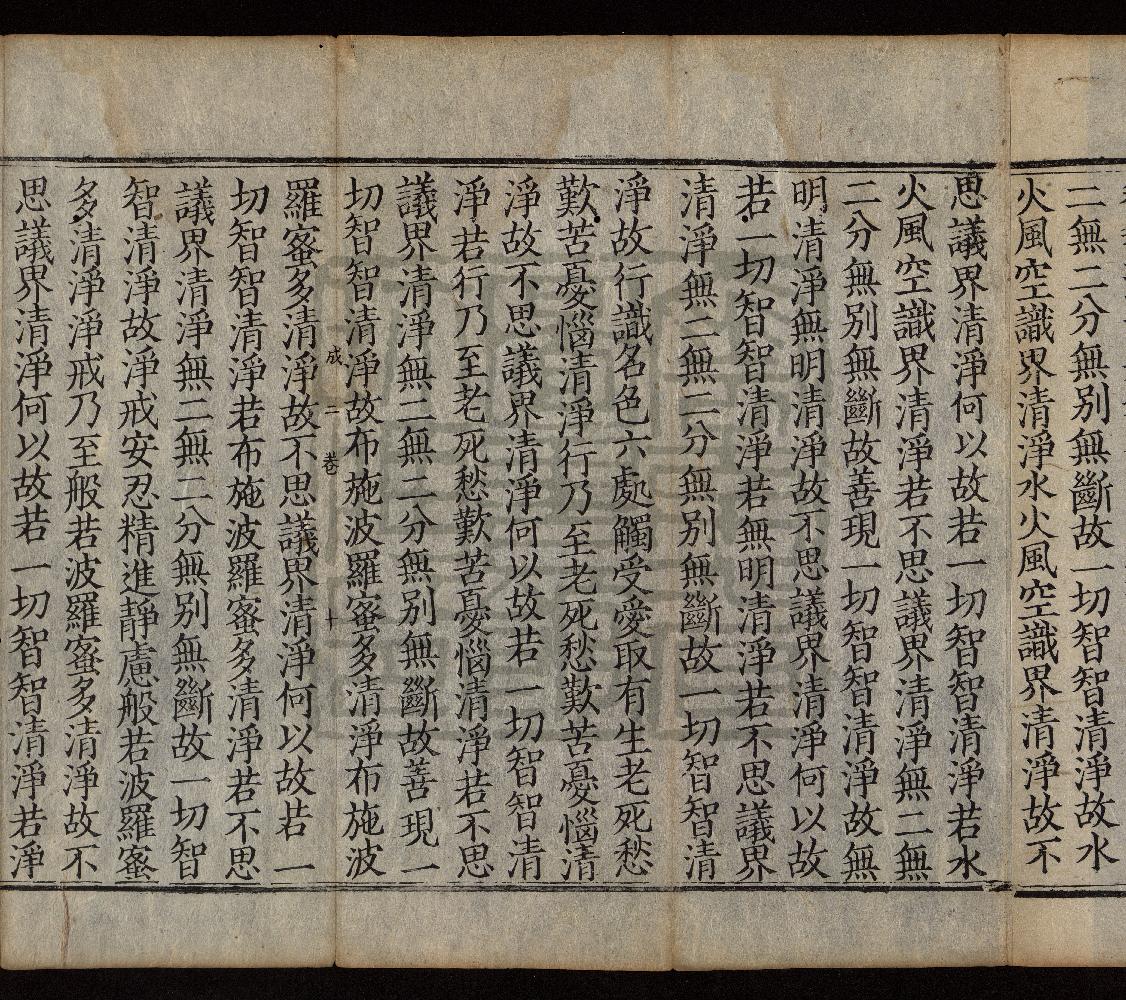 二無二分無別無斷故一切智智清淨故水
火風空識界清淨水火風空識界清淨故不
思議界清淨何以故若一切智智清淨若水
火風空識界清淨若不思議界清淨無二無
二分無別無斷故善現一切智智清淨故無
明清淨無明清淨故不思議界清淨何以故
若一切智智清淨若無明清淨若不思議界
清淨無二無二分無別無斷故一切智智清
淨故行識名色六處觸受愛取有生老死愁
歎苦憂惱清淨行乃至老死愁歎苦憂惱清
淨故不思議界清淨何以故若一切智智清
淨若行乃至老死愁歎苦憂惱清淨若不思
議界清淨無二無二分無別無斷故善現一
切智智清淨故布施波羅蜜多清淨布施波
成 二卷 十
羅蜜多清淨故不思議界清淨何以故若一
切智智清淨若布施波羅蜜多清淨若不思
議界清淨無二無二分無別無斷故一切智
智清淨故淨戒安忍精進靜慮般若波羅蜜
多清淨淨戒乃至般若波羅蜜多清淨故不
思議界清淨何以故若一切智智清淨若淨